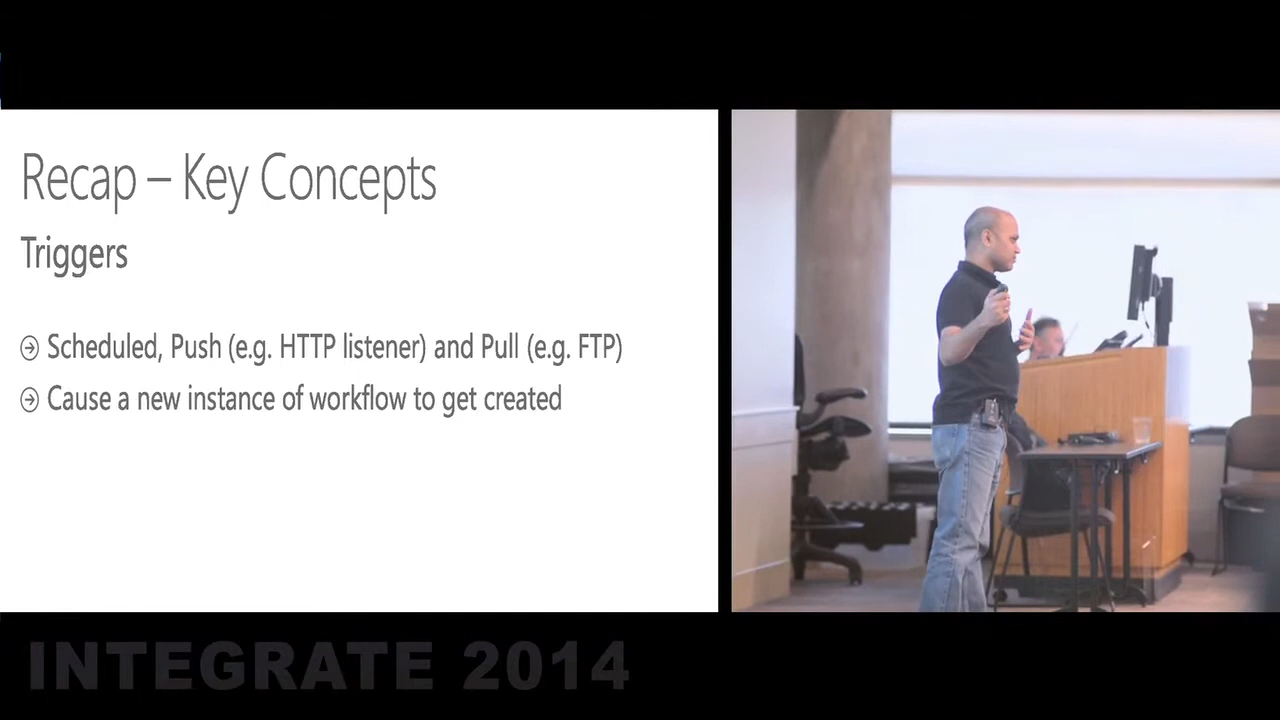 Recap – Key Concepts
Triggers
Scheduled, Push (e.g. HTTP listener) and Pull (e.g. FTP)
Cause a new instance of workflow to get created
INTEGRATE 2014